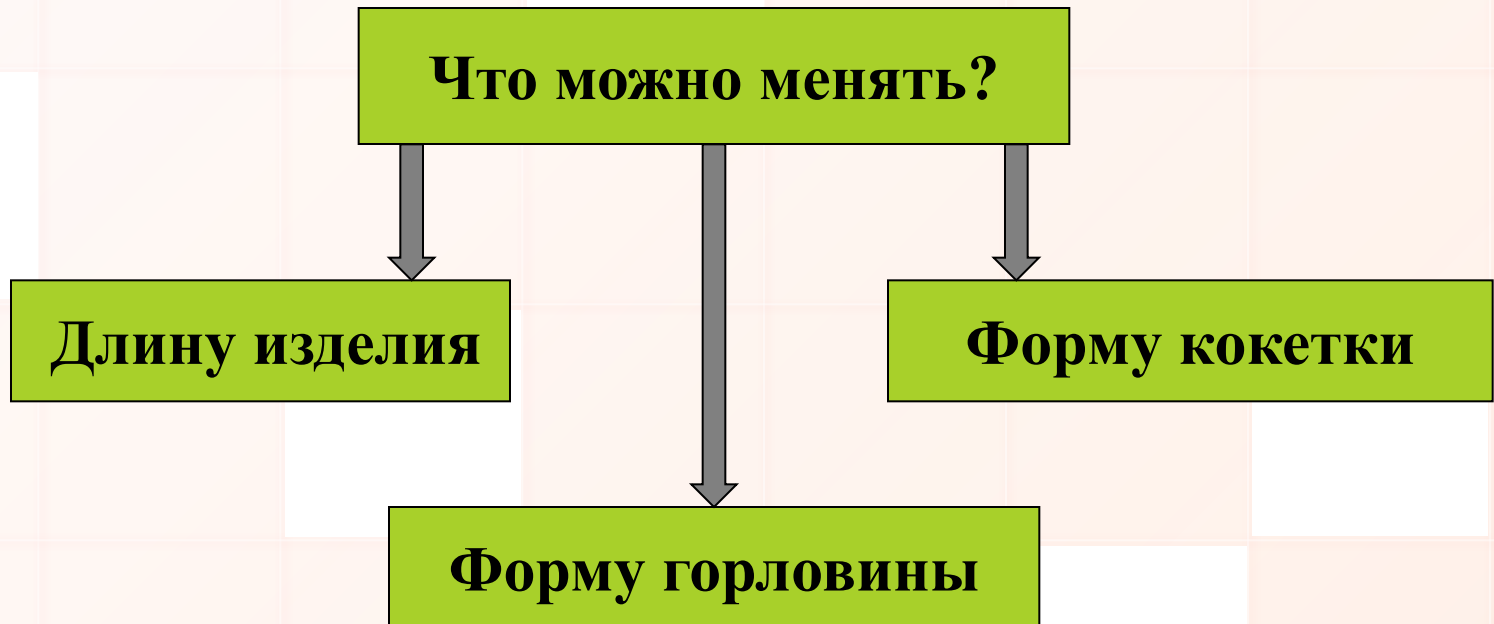 Что можно менять?
Длину изделия
Форму кокетки
Форму горловины